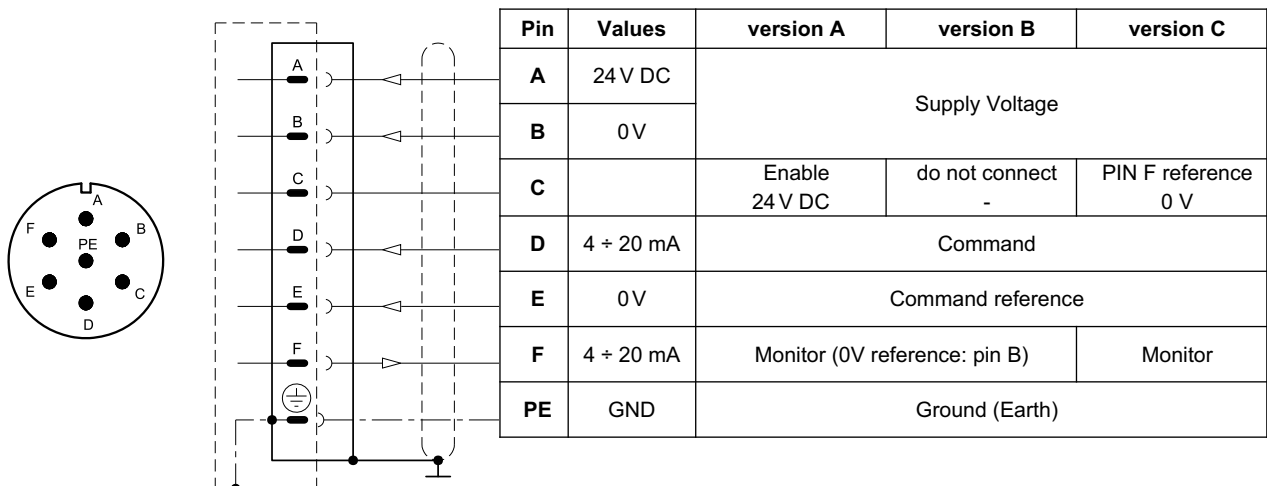 A
B
C
D
E
F
PE
A
B
C
D
E
F
Pin Values version A version B version C
A 24 V DC Supply Voltage
B 0 V
C Enable do not connect PIN F reference
24 V DC - 0 V
D 4 ÷ 20 mA Command
E 0 V Command reference
F 4 ÷ 20 mA Monitor (0V reference: pin B) Monitor
PE GND Ground (Earth)